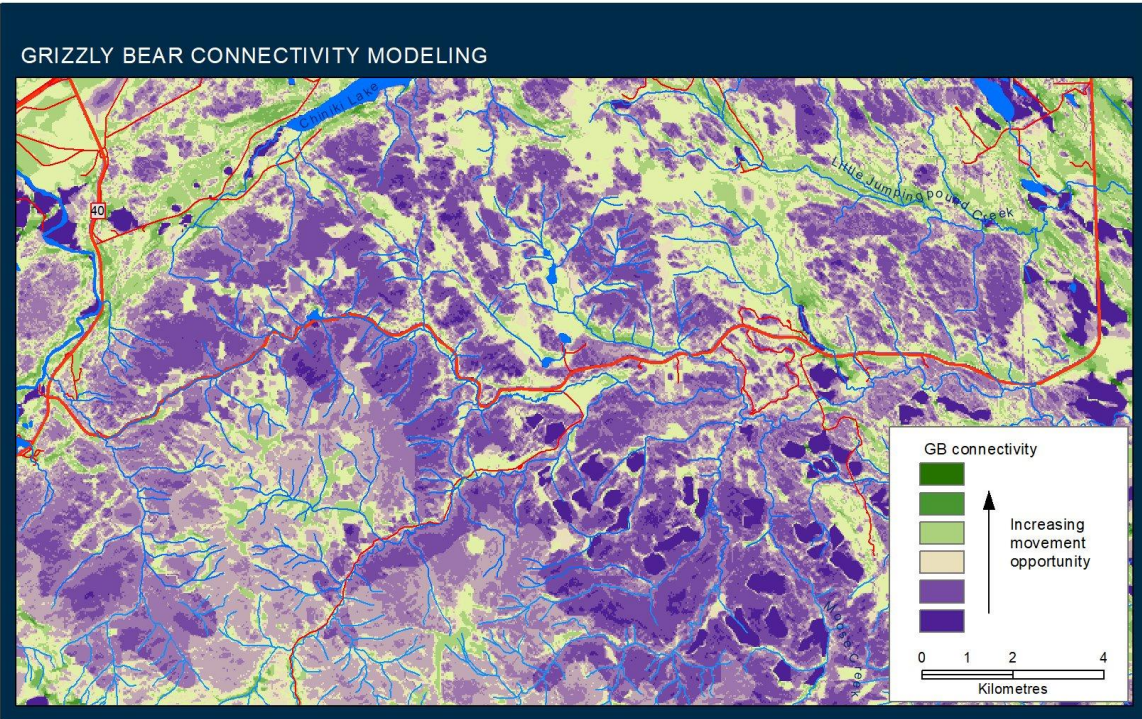 GRIZZLY BEAR CONNECTIVITY MODELING
Chiniki Lake
Little Jumpingpound Creek
40
GB connectivity
Increasing
movement
opportunity
Moose Creek
0 1 2 4
Kilometres